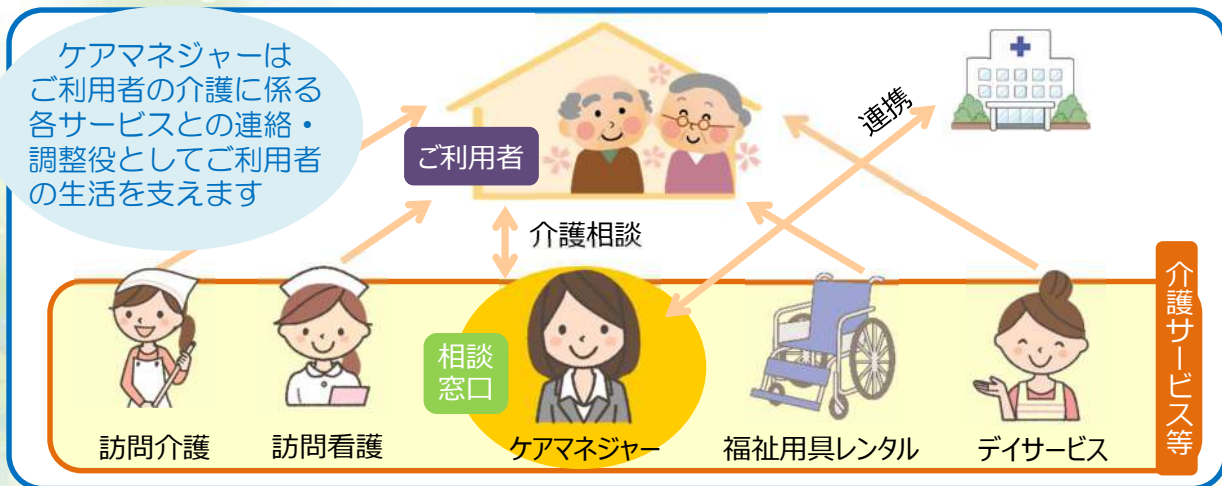 ケアマネジャーは
ご利用者の介護に係る
各サービスとの連絡・
調整役としてご利用者
の生活を支えます
ご利用者
連携
介護相談
相談
窓口
訪問介護
訪問看護
ケアマネジャー
福祉用具レンタル
デイサービス
介護サービス等